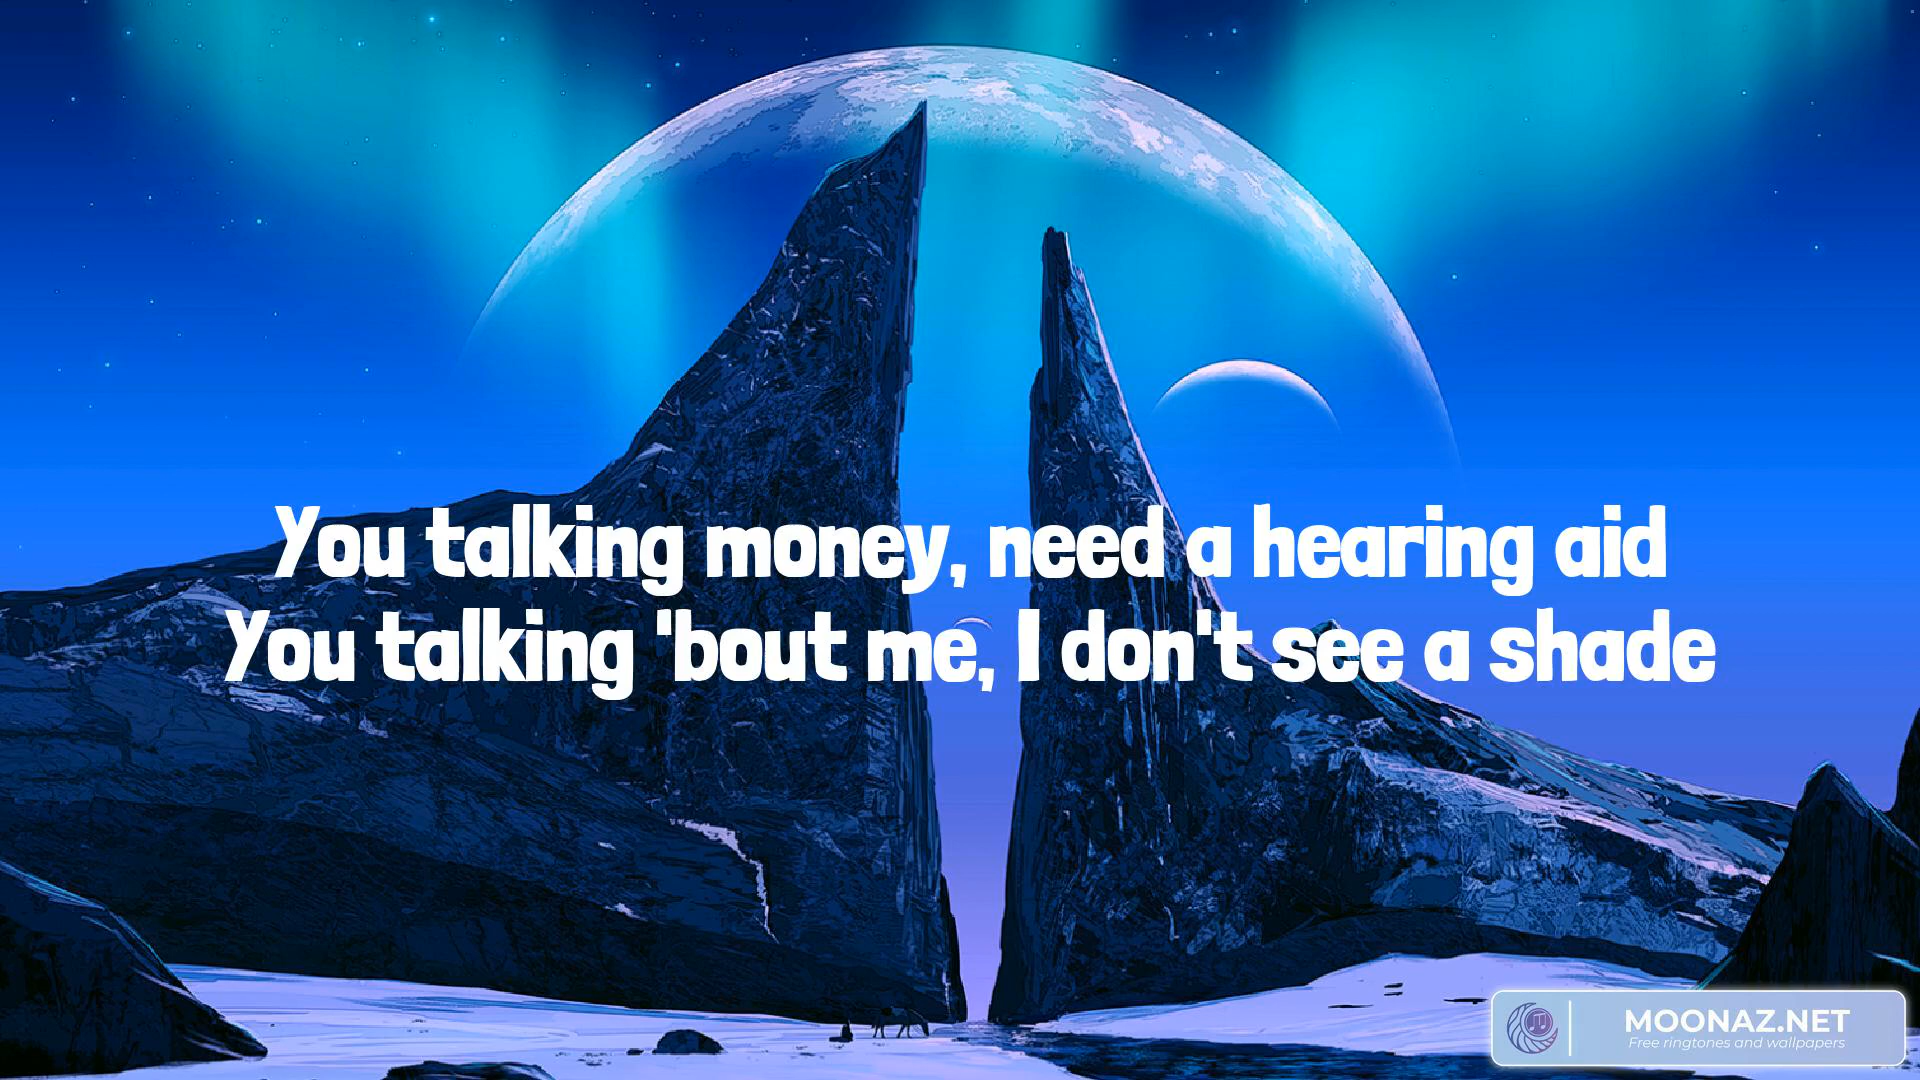 You talking money, need a hearing aid
You talking 'bout me, I don't see a shade
MOONAZ.NET
Free ringtones and wallpapers